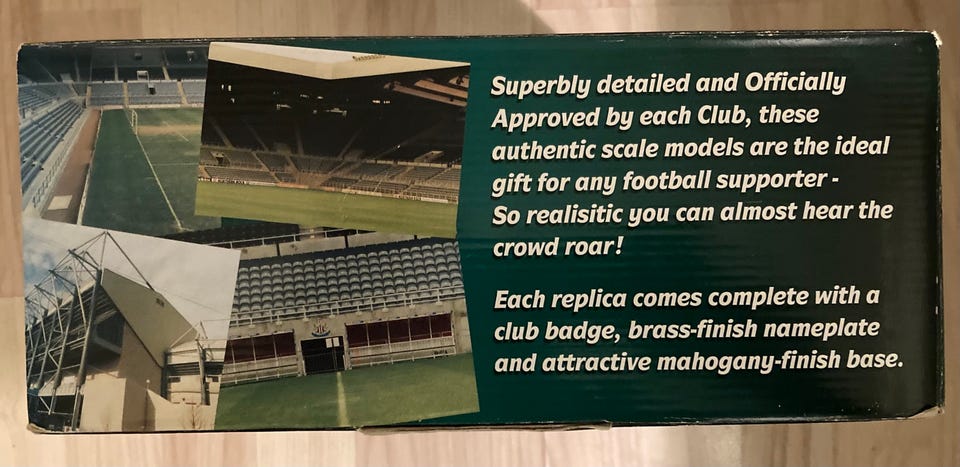 Superbly detailed and Officially
Approved by each Club, these
authentic scale models are the ideal
gift for any football supporter -
So realisitic you can almost hear the
crowd roar!
Each replica comes complete with a
club badge, brass-finish nameplate
and attractive mahogany-finish base.